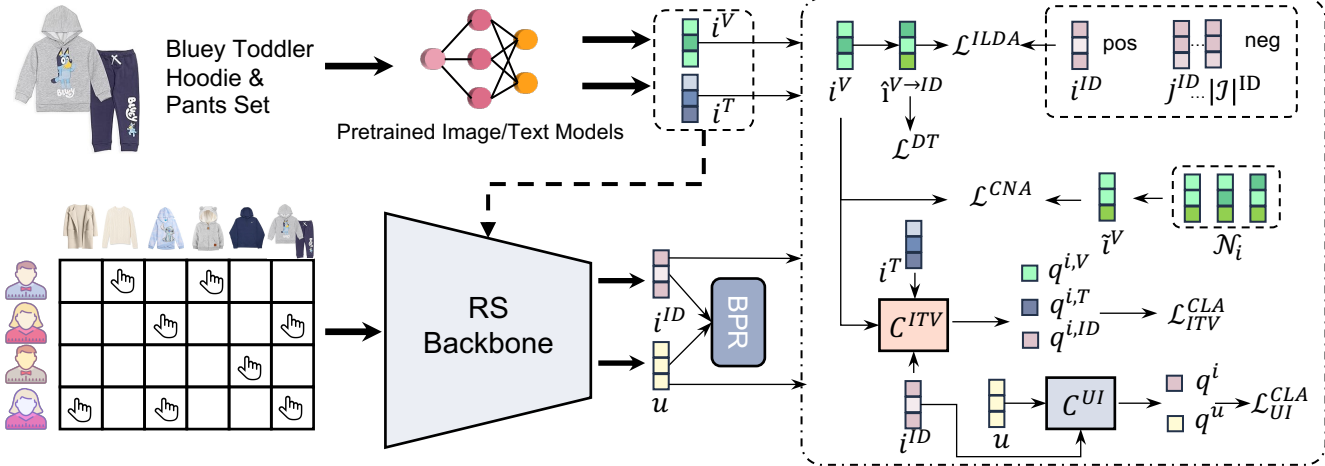 Bluey Toddler
Hoodie &
Pants Set
Pretrained Image/Text Models
i^V
i^T
RS
Backbone
i^{ID}
u
BPR
i^V
î^{V→ID}
ℒ^{ILDA}
pos
neg
i^{ID}
j^{ID}...|ℐ|^{ID}
ℒ^{DT}
ℒ^{CNA}
ĩ^V
𝒩_i
i^T
C^{ITV}
q^{i,V}
q^{i,T}
q^{i,ID}
ℒ^{CLA}_{ITV}
i^{ID}
u
C^{UI}
q^i
q^u
ℒ^{CLA}_{UI}